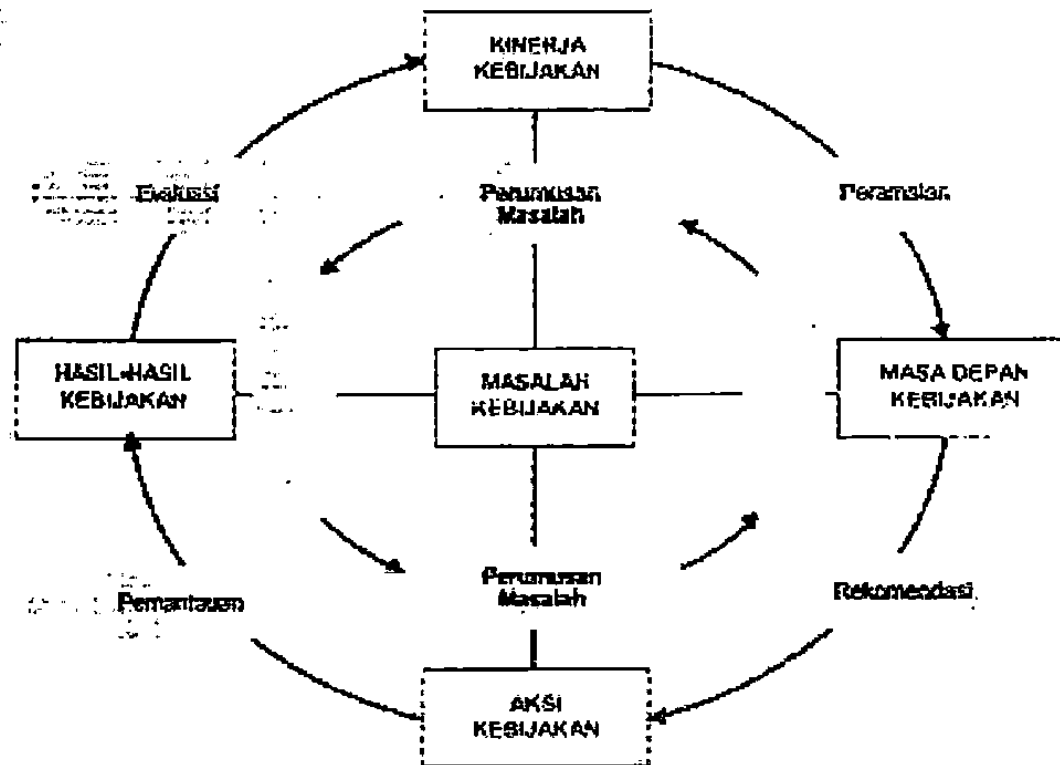 KINERJA
KEBIJAKAN
Evaluasi
Perumusan
Masalah
Peramalan
HASIL-HASIL
KEBIJAKAN
MASALAH
KEBIJAKAN
MASA DEPAN
KEBIJAKAN
Pemantauan
Perumusan
Masalah
Rekomendasi
AKSI
KEBIJAKAN